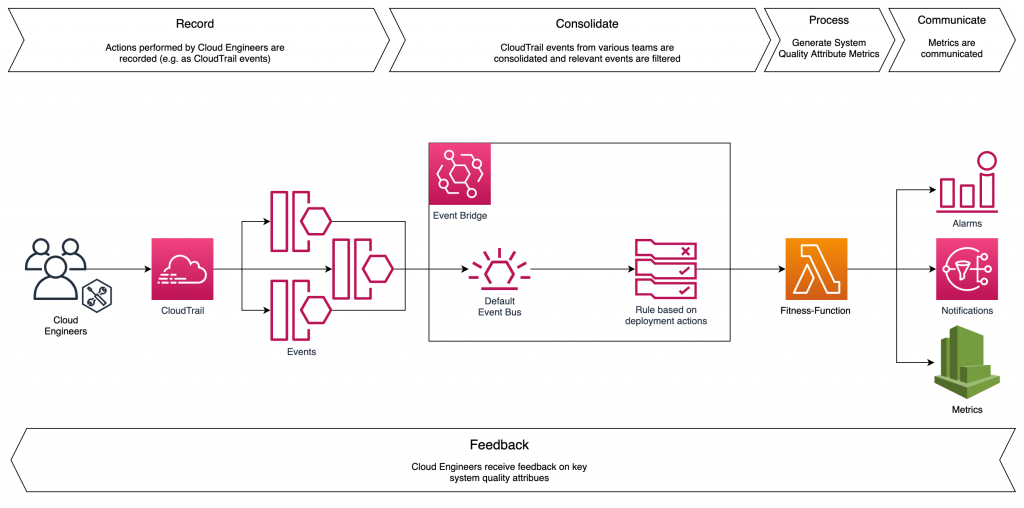 Record
Actions performed by Cloud Engineers are
recorded (e.g. as CloudTrail events)
Consolidate
CloudTrail events from various teams are
consolidated and relevant events are filtered
Process
Generate System
Quality Attribute Metrics
Communicate
Metrics are
communicated
Event Bridge
Cloud
Engineers
CloudTrail
Events
Default
Event Bus
Rule based on
deployment actions
Fitness-Function
Alarms
Notifications
Metrics
Feedback
Cloud Engineers receive feedback on key
system quality attribues